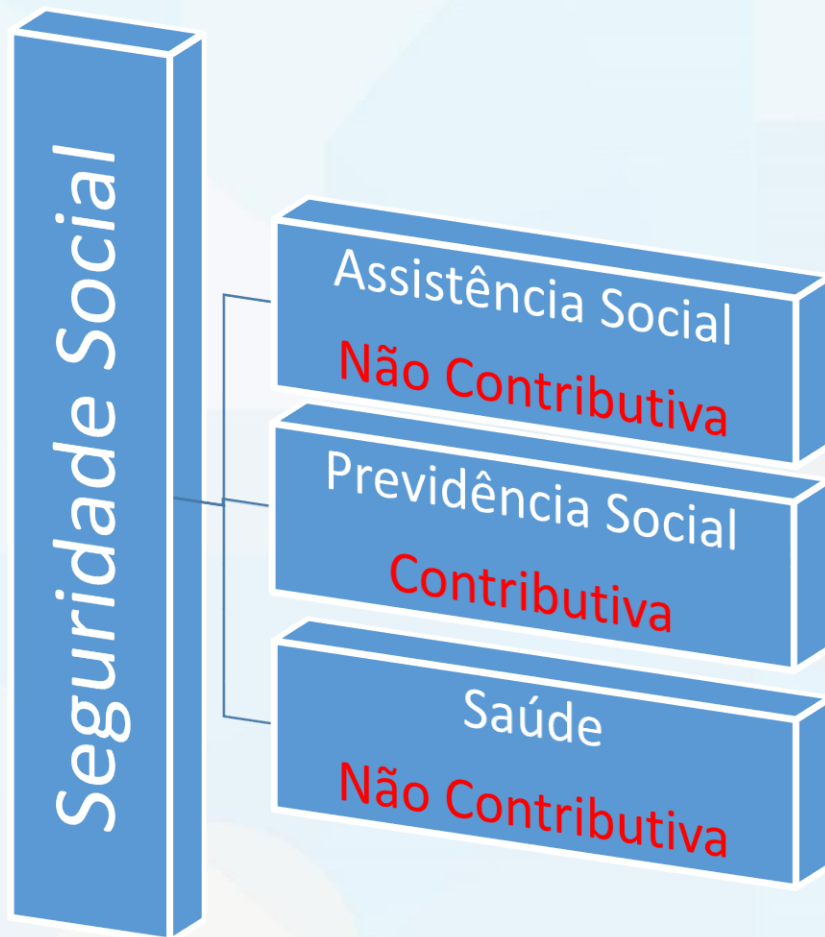 Seguridade Social
Assistência Social
Não Contributiva
Previdência Social
Contributiva
Saúde
Não Contributiva